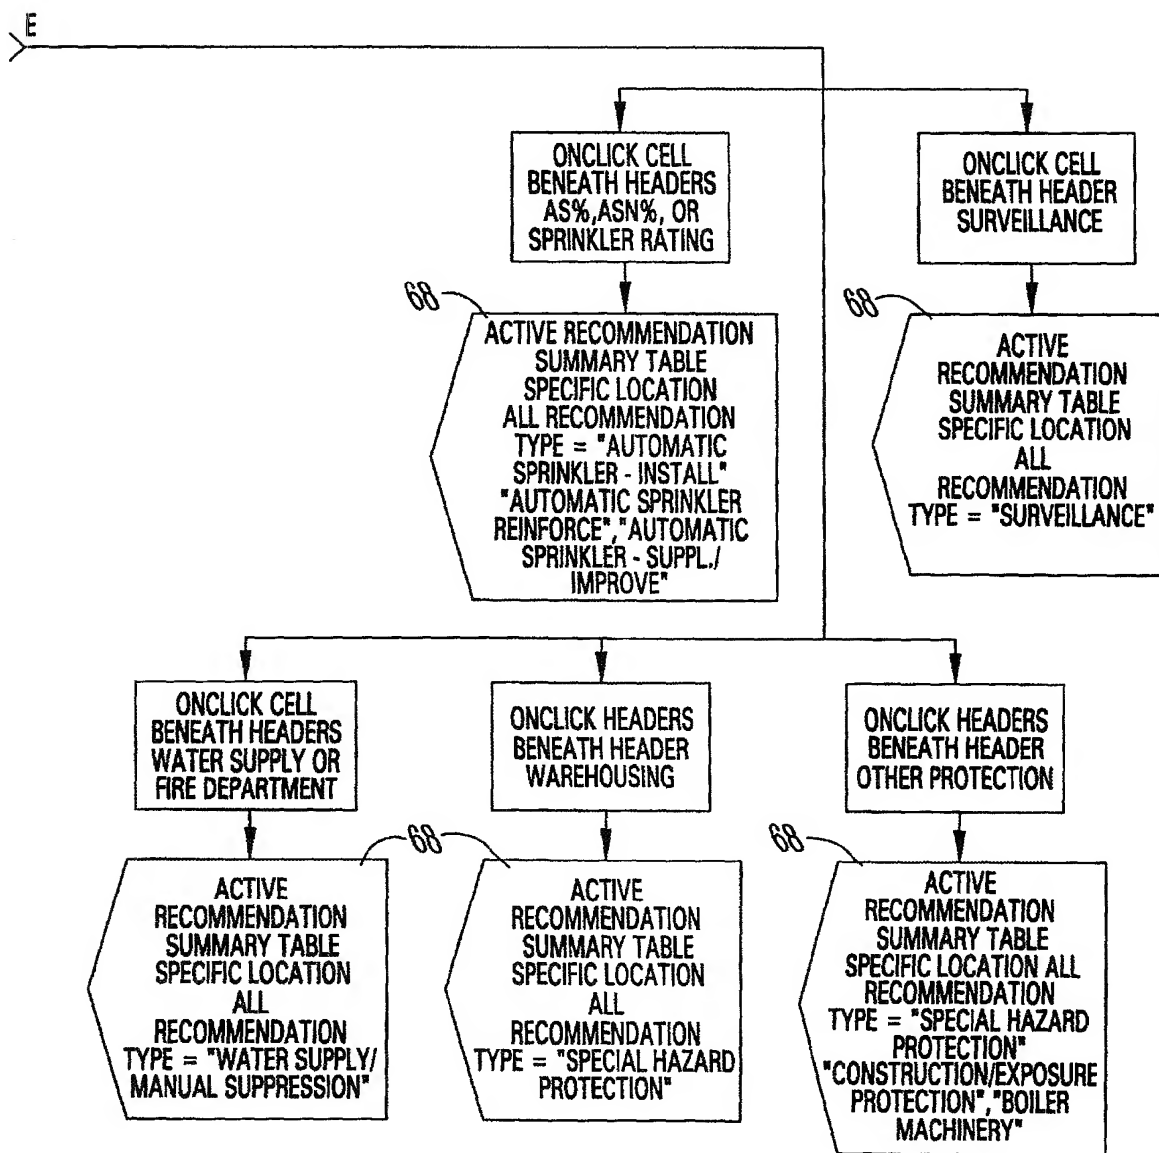 E
ONCLICK CELL
BENEATH HEADERS
AS%,ASN%, OR
SPRINKLER RATING
ONCLICK CELL
BENEATH HEADER
SURVEILLANCE
68
ACTIVE RECOMMENDATION
SUMMARY TABLE
SPECIFIC LOCATION
ALL RECOMMENDATION
TYPE = "AUTOMATIC
SPRINKLER - INSTALL"
"AUTOMATIC SPRINKLER
REINFORCE","AUTOMATIC
SPRINKLER - SUPPL./
IMPROVE"
68
ACTIVE
RECOMMENDATION
SUMMARY TABLE
SPECIFIC LOCATION
ALL
RECOMMENDATION
TYPE = "SURVEILLANCE"
ONCLICK CELL
BENEATH HEADERS
WATER SUPPLY OR
FIRE DEPARTMENT
ONCLICK HEADERS
BENEATH HEADER
WAREHOUSING
ONCLICK HEADERS
BENEATH HEADER
OTHER PROTECTION
68
ACTIVE
RECOMMENDATION
SUMMARY TABLE
SPECIFIC LOCATION
ALL
RECOMMENDATION
TYPE = "WATER SUPPLY/
MANUAL SUPPRESSION"
ACTIVE
RECOMMENDATION
SUMMARY TABLE
SPECIFIC LOCATION
ALL
RECOMMENDATION
TYPE = "SPECIAL HAZARD
PROTECTION"
68
ACTIVE
RECOMMENDATION
SUMMARY TABLE
SPECIFIC LOCATION ALL
RECOMMENDATION
TYPE = "SPECIAL HAZARD
PROTECTION"
"CONSTRUCTION/EXPOSURE
PROTECTION","BOILER
MACHINERY"